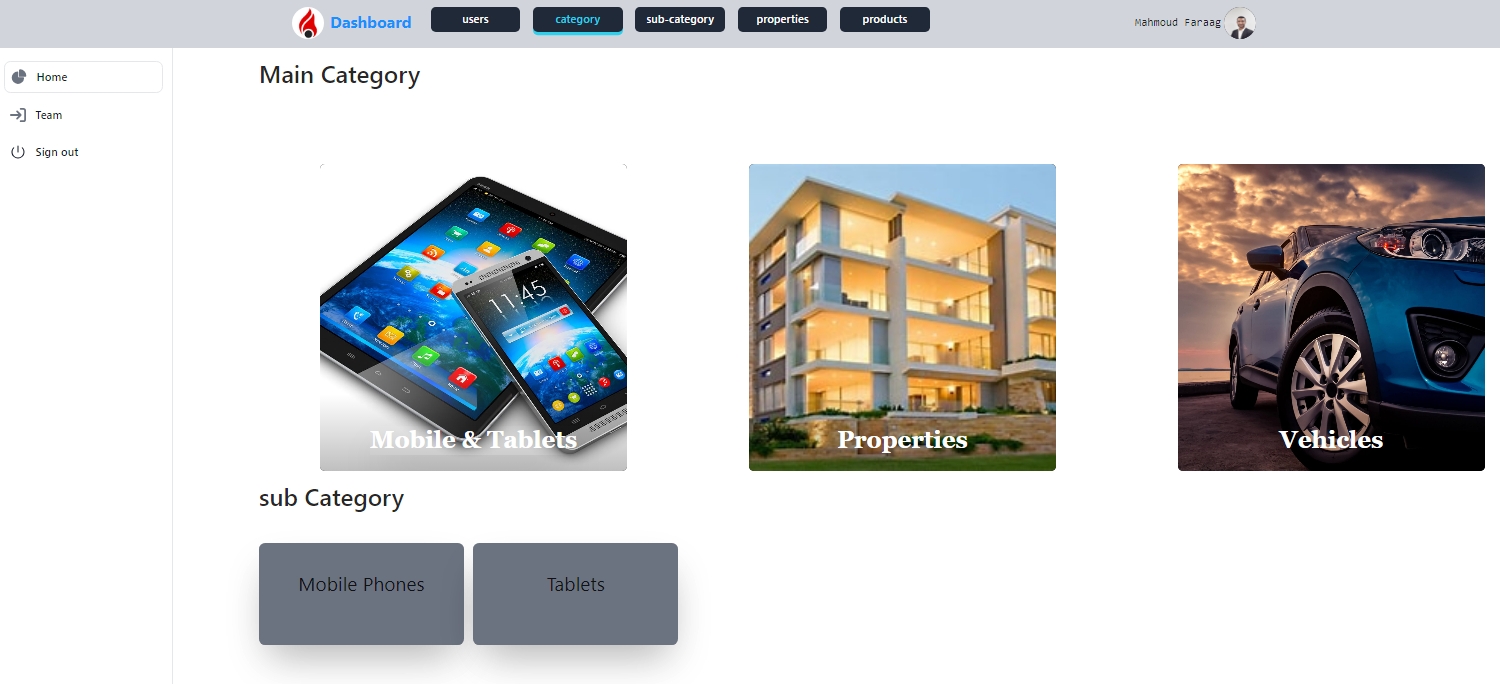 Dashboard
users
category
sub-category
properties
products
Mahmoud Faraag
Home
Team
Sign out
Main Category
11:45
Mobile & Tablets
Properties
Vehicles
sub Category
Mobile Phones
Tablets